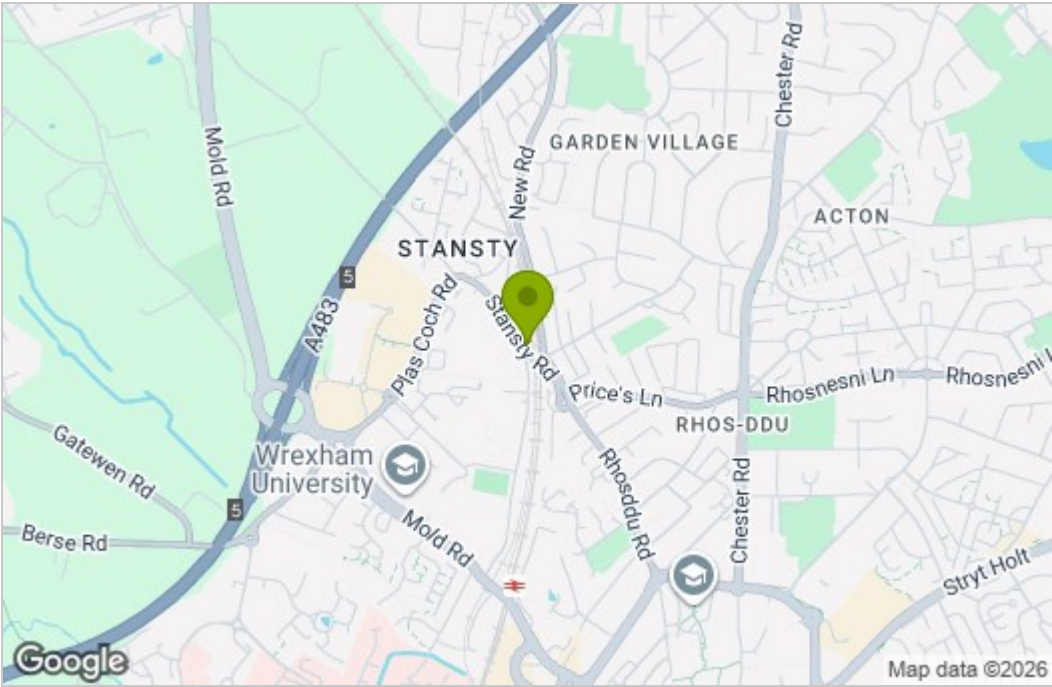 Chester Rd
Mold Rd
GARDEN VILLAGE
New Rd
ACTON
STANSTY
5
A483
Plas Coch Rd
Stansty Rd
Price's Ln
Rhosnesni Ln
Rhosnesni L
RHOS-DDU
Gatewen Rd
Wrexham
University
Rhosddu Rd
Chester Rd
5
Berse Rd
Mold Rd
Stryt Holt
Google
Map data ©2026